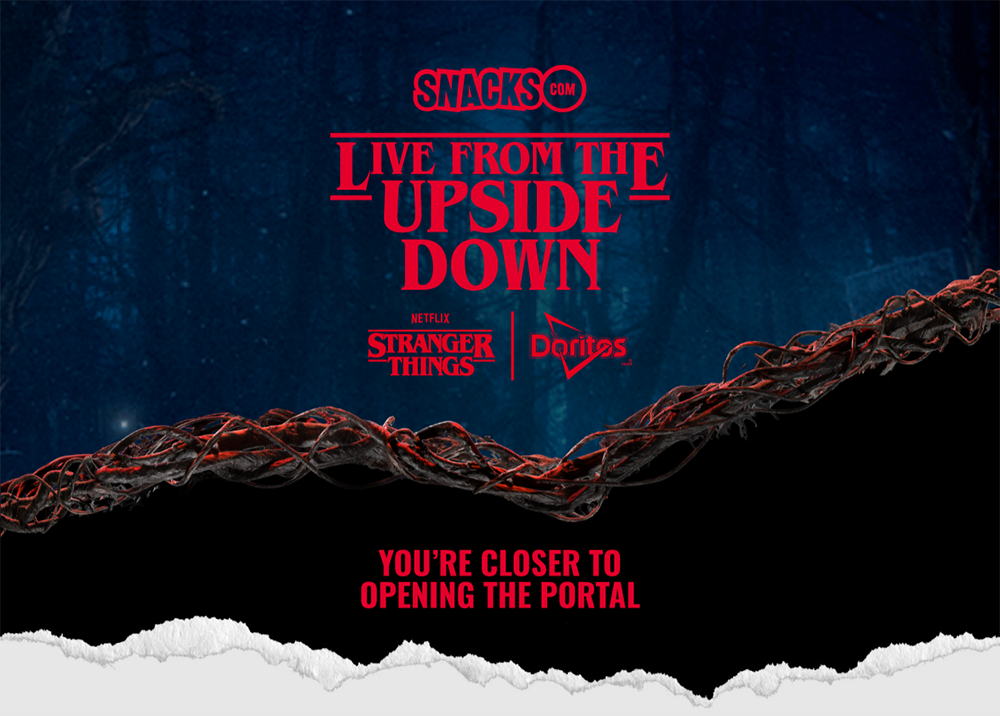 SNACKS COM
LIVE FROM THE
UPSIDE
DOWN
NETFLIX
STRANGER
THINGS
Doritos
YOU'RE CLOSER TO
OPENING THE PORTAL